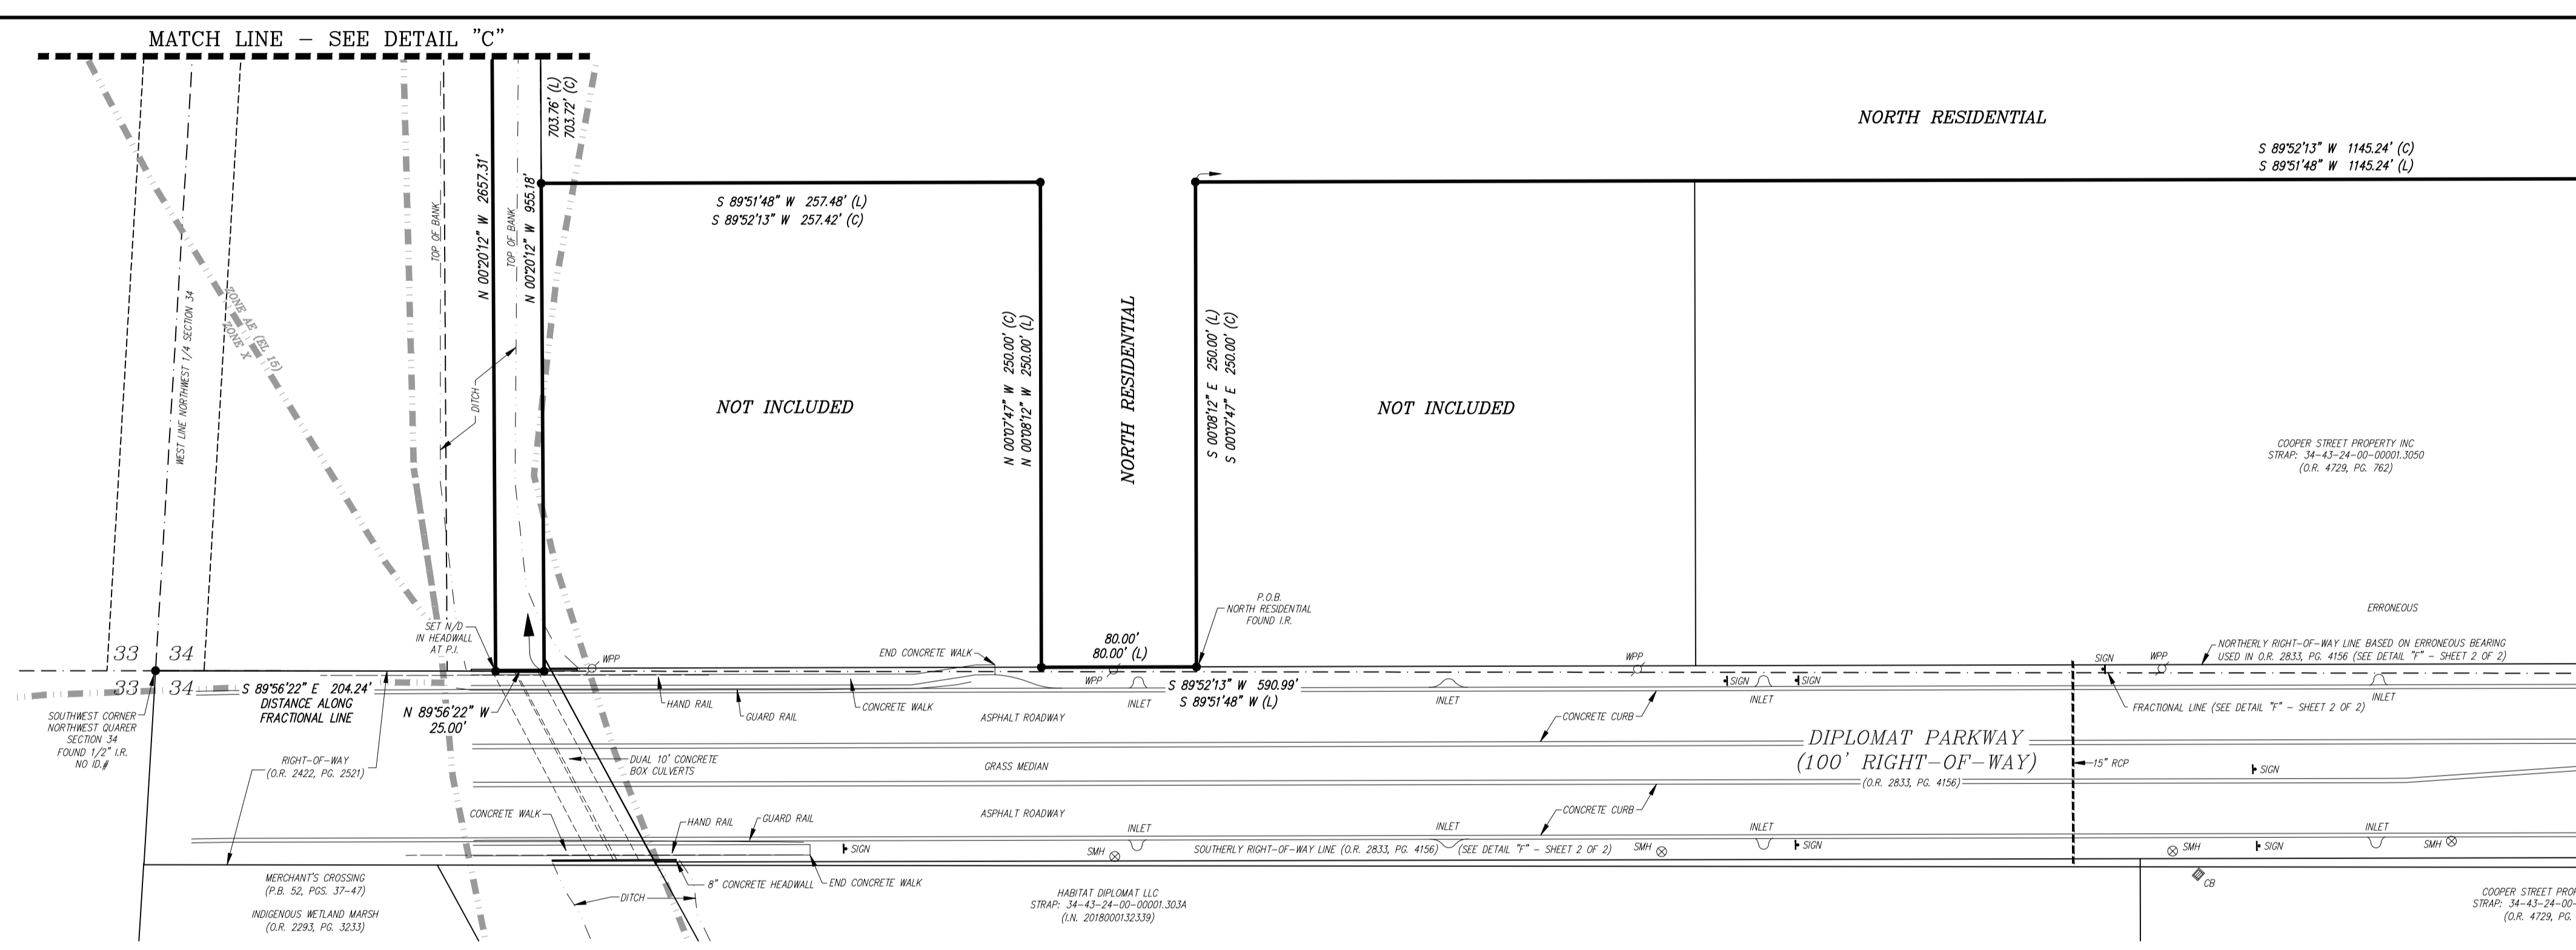 MATCH LINE – SEE DETAIL "C"
703.76' (L)
703.72' (C)
NORTH RESIDENTIAL
S 89°52'13" W 1145.24' (C)
S 89°51'48" W 1145.24' (L)
N 00°20'12" W 2657.31'
N 00°20'12" W 955.18'
TOP OF BANK
TOP OF BANK
S 89°51'48" W 257.48' (L)
S 89°52'13" W 257.42' (C)
ZONE AE (EL 15)
ZONE X
WEST LINE NORTHWEST 1/4 SECTION 34
DITCH
NOT INCLUDED
N 00°07'47" W 250.00' (C)
N 00°08'12" W 250.00' (L)
NORTH RESIDENTIAL
S 00°08'12" E 250.00' (L)
S 00°07'47" E 250.00' (C)
NOT INCLUDED
COOPER STREET PROPERTY INC
STRAP: 34-43-24-00-00001.3050
(O.R. 4729, PG. 762)
P.O.B.
NORTH RESIDENTIAL
FOUND I.R.
ERRONEOUS
SET N/D
IN HEADWALL
AT P.I.
33 34
33 34
WPP
END CONCRETE WALK
80.00'
80.00' (L)
WPP
WPP
SIGN
WPP
NORTHERLY RIGHT-OF-WAY LINE BASED ON ERRONEOUS BEARING
USED IN O.R. 2833, PG. 4156 (SEE DETAIL "F" – SHEET 2 OF 2)
S 89°56'22" E 204.24'
DISTANCE ALONG
FRACTIONAL LINE
N 89°56'22" W
25.00'
HAND RAIL
GUARD RAIL
CONCRETE WALK
ASPHALT ROADWAY
INLET
S 89°52'13" W 590.99'
S 89°51'48" W (L)
INLET
SIGN
SIGN
INLET
INLET
FRACTIONAL LINE (SEE DETAIL "F" – SHEET 2 OF 2)
CONCRETE CURB
SOUTHWEST CORNER
NORTHWEST QUARER
SECTION 34
FOUND 1/2" I.R.
NO ID.#
RIGHT-OF-WAY
(O.R. 2422, PG. 2521)
DUAL 10' CONCRETE
BOX CULVERTS
GRASS MEDIAN
DIPLOMAT PARKWAY
(100' RIGHT-OF-WAY)
(O.R. 2833, PG. 4156)
15" RCP
SIGN
CONCRETE WALK
HAND RAIL
GUARD RAIL
ASPHALT ROADWAY
CONCRETE CURB
INLET
INLET
INLET
INLET
SIGN
SMH
SOUTHERLY RIGHT-OF-WAY LINE (O.R. 2833, PG. 4156)
(SEE DETAIL "F" – SHEET 2 OF 2)
SMH
SIGN
SMH
SIGN
SMH
MERCHANT'S CROSSING
(P.B. 52, PGS. 37-47)
INDIGENOUS WETLAND MARSH
(O.R. 2293, PG. 3233)
8" CONCRETE HEADWALL
END CONCRETE WALK
DITCH
HABITAT DIPLOMAT LLC
STRAP: 34-43-24-00-00001.303A
(I.N. 2018000132339)
CB
COOPER STREET PROP
STRAP: 34-43-24-00-
(O.R. 4729, PG.